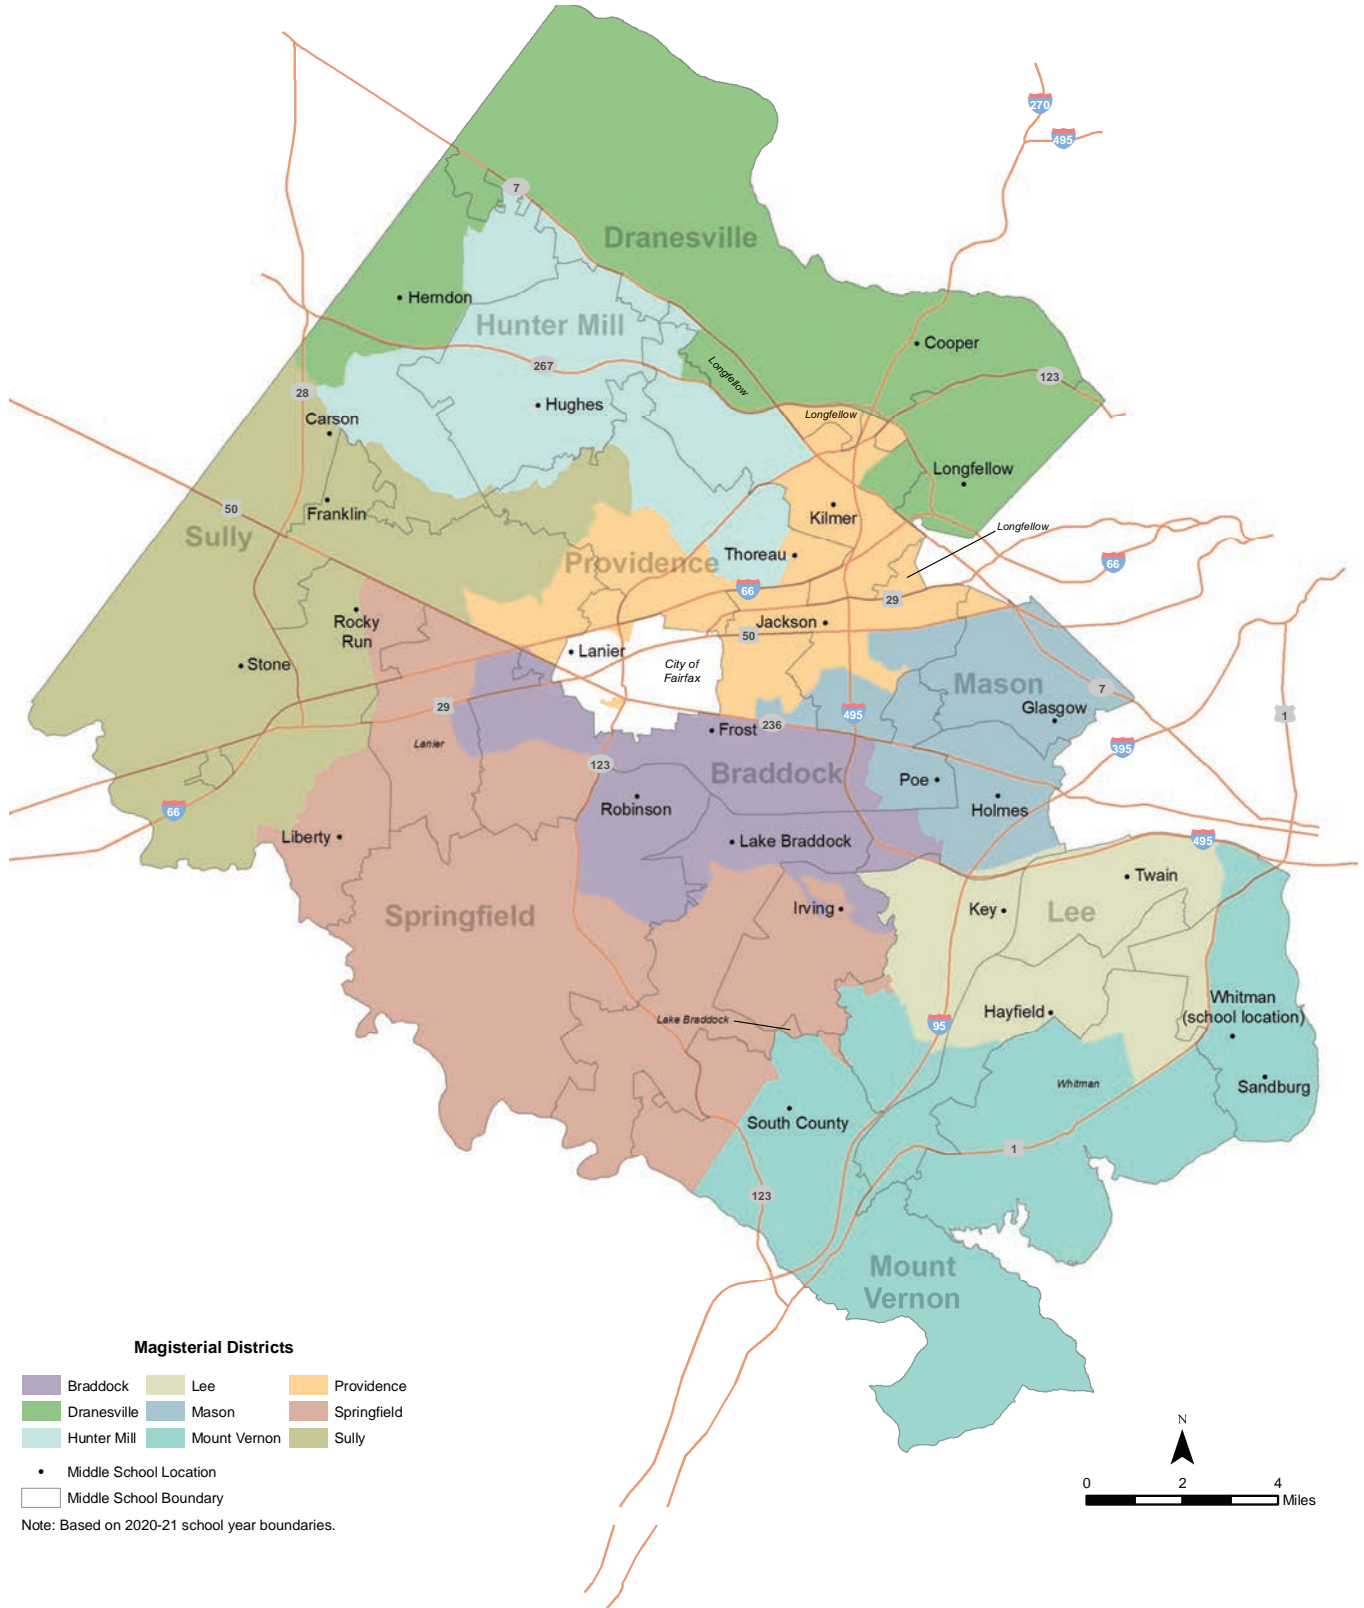 270
495
7
Dranesville
Herndon
Hunter Mill
Cooper
267
Longfellow
123
28
Hughes
Longfellow
Carson
Longfellow
50
Franklin
Kilmer
Sully
Longfellow
Providence
Thoreau
66
66
29
Rocky
Run
Jackson
50
Stone
Lanier
City of
Fairfax
Mason
7
29
Glasgow
495
1
236
Frost
Lanier
395
123
Braddock
Poe
66
Robinson
Holmes
Liberty
Lake Braddock
495
Twain
Springfield
Irving
Key
Lee
Whitman
(school location)
Hayfield
Lake Braddock
95
Whitman
Sandburg
South County
1
123
Mount
Vernon
Magisterial Districts
Braddock Lee Providence
Dranesville Mason Springfield
Hunter Mill Mount Vernon Sully
Middle School Location
Middle School Boundary
Note: Based on 2020-21 school year boundaries.
N
0 2 4
Miles